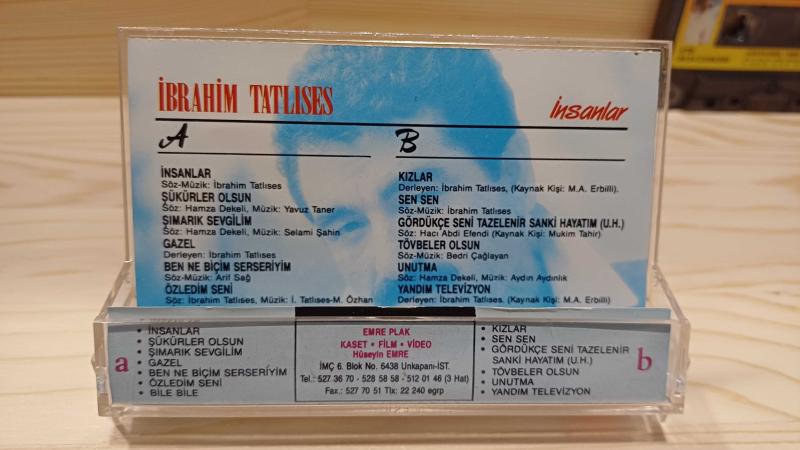 İBRAHİM TATLISES
İnsanlar
A
İNSANLAR
Söz-Müzik: İbrahim Tatlıses
ŞÜKÜRLER OLSUN
Söz: Hamza Dekeli, Müzik: Yavuz Taner
ŞIMARIK SEVGİLİM
Söz: Hamza Dekeli, Müzik: Selami Şahin
GAZEL
Derleyen: İbrahim Tatlıses
BEN NE BİÇİM SERSERİYİM
Söz-Müzik: Arif Sağ
ÖZLEDİM SENİ
Söz: İbrahim Tatlıses, Müzik: İ. Tatlıses-M. Özhan
B
KIZLAR
Derleyen: İbrahim Tatlıses, (Kaynak Kişi: M.A. Erbilli).
SEN SEN
Söz-Müzik: İbrahim Tatlıses
GÖRDÜKÇE SENİ TAZELENİR SANKİ HAYATIM (U.H.)
Söz: Hacı Abdi Efendi (Kaynak Kişi: Mukim Tahir)
TÖVBELER OLSUN
Söz-Müzik: Bedri Çağlayan
UNUTMA
Söz: Hamza Dekeli, Müzik: Aydın Aydınlık
YANDIM TELEVİZYON
Derleyen: İbrahim Tatlıses, (Kaynak Kişi: M.A. Erbilli)
a
• İNSANLAR
• ŞÜKÜRLER OLSUN
• ŞIMARIK SEVGİLİM
• GAZEL
• BEN NE BİÇİM SERSERİYİM
• ÖZLEDİM SENİ
• BİLE BİLE
EMRE PLAK
KASET • FİLM • VİDEO
Hüseyin EMRE
İMÇ 6. Blok No. 6438 Unkapanı-İST.
Tel.: 527 36 70 - 528 58 58 - 512 01 46 (3 Hat)
Fax.: 527 70 51 Tlx: 22 240 egrp
• KIZLAR
• SEN SEN
• GÖRDÜKÇE SENİ TAZELENİR
SANKİ HAYATIM (U.H.)
• TÖVBELER OLSUN
• UNUTMA
• YANDIM TELEVİZYON
b